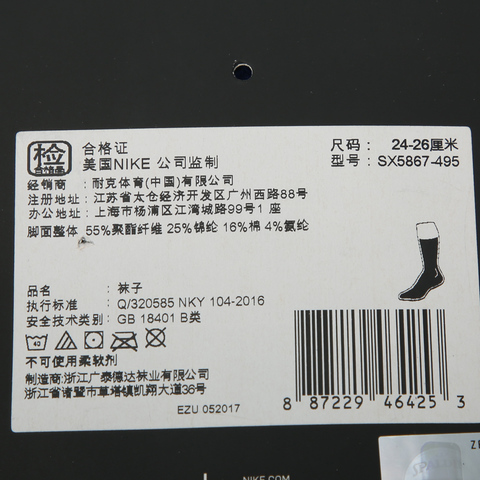 检
合格品
合格证
美国NIKE 公司监制
尺码： 24-26厘米
型号： SX5867-495
经销商 ： 耐克体育(中国)有限公司
注册地址： 江苏省太仓经济开发区广州西路88号
办公地址： 上海市杨浦区江湾城路99号1 座
脚面整体 55%聚酯纤维 25%锦纶 16%棉 4%氨纶
品名 ： 袜子
执行标准： Q/320585 NKY 104-2016
安全技术类别： GB 18401 B类
40
不可使用柔软剂
制造商:浙江广泰德达袜业有限公司
浙江省诸暨市草塔镇凯翔大道36号
EZU 052017
8 87229 46425 3
NIKE.COM